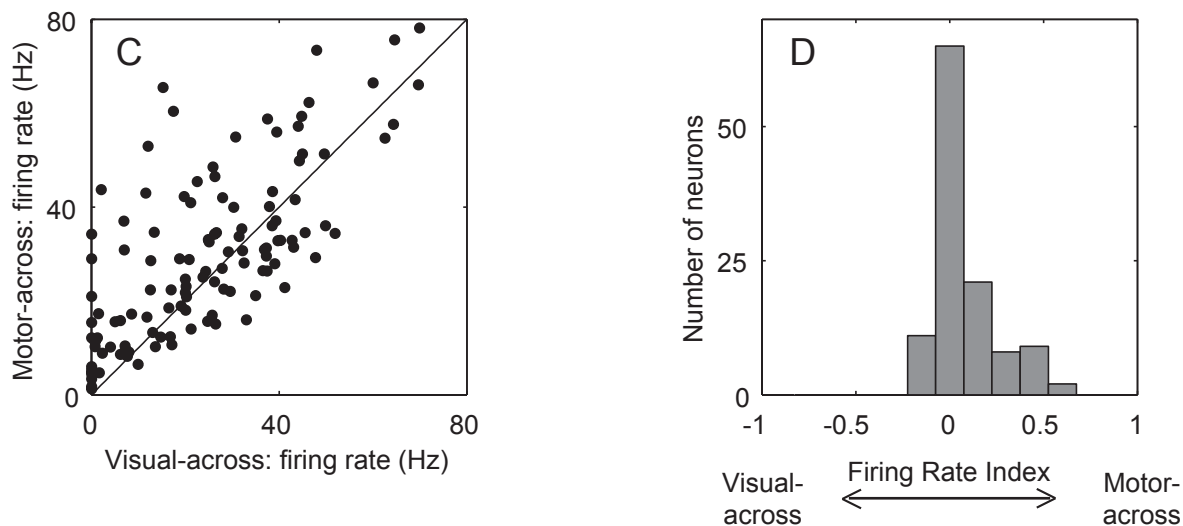 C
Motor-across: firing rate (Hz)
80
40
0
0 40 80
Visual-across: firing rate (Hz)
D
Number of neurons
50
25
0
-1 -0.5 0 0.5 1
Firing Rate Index
Visual-
across
Motor-
across